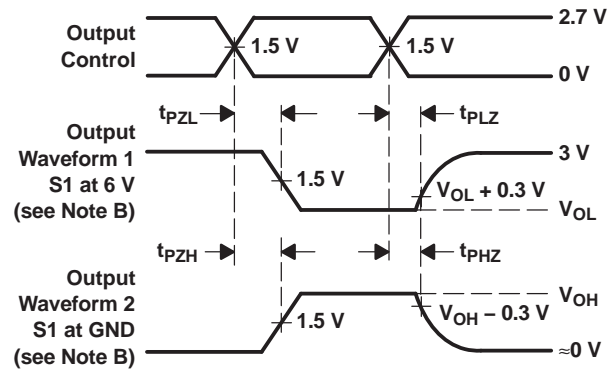 Output
Control
1.5 V
1.5 V
2.7 V
0 V
tPZL
tPLZ
Output
Waveform 1
S1 at 6 V
(see Note B)
1.5 V
3 V
VOL + 0.3 V
VOL
tPZH
tPHZ
Output
Waveform 2
S1 at GND
(see Note B)
1.5 V
VOH
VOH − 0.3 V
≈0 V